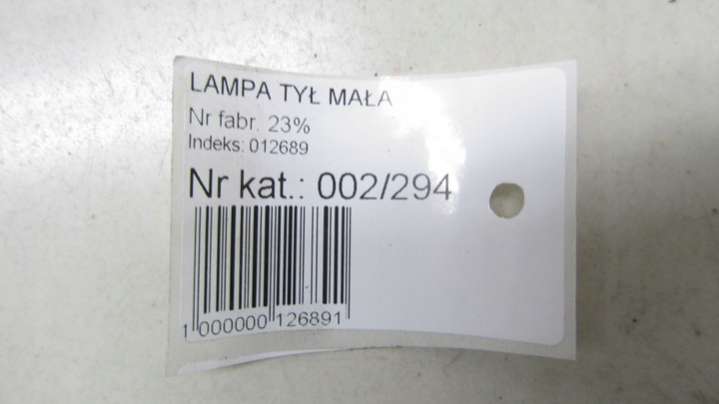 LAMPA TYŁ MAŁA
Nr fabr. 23%
Indeks: 012689
Nr kat.: 002/294
1 000000 126891